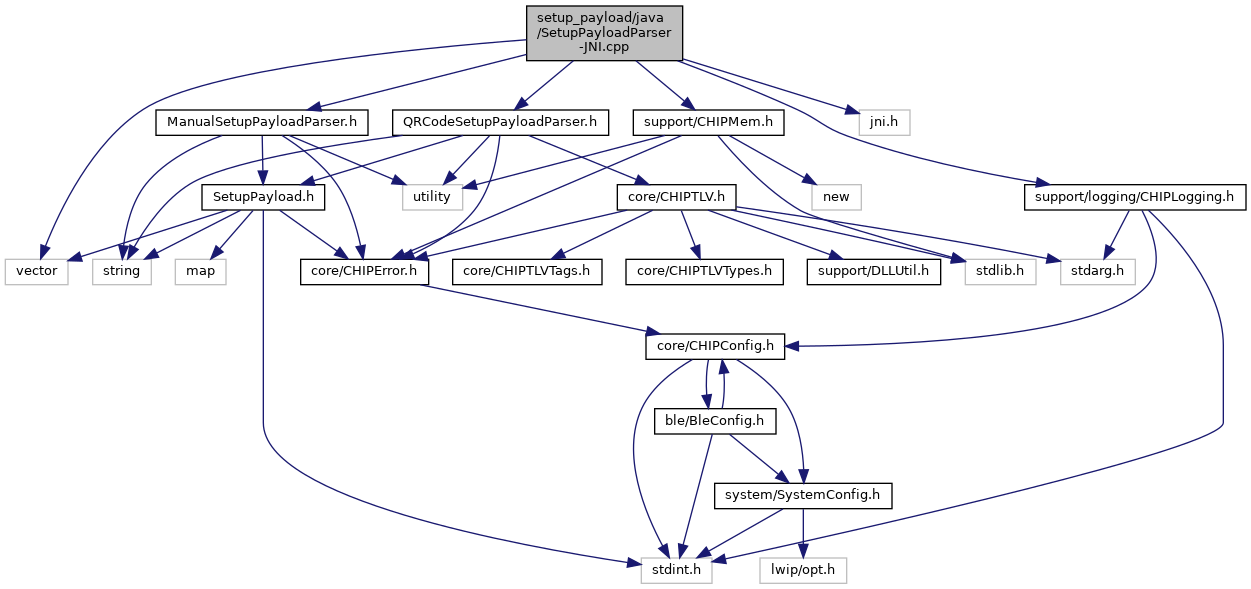 setup_payload/java
/SetupPayloadParser
-JNI.cpp
ManualSetupPayloadParser.h
QRCodeSetupPayloadParser.h
support/CHIPMem.h
jni.h
SetupPayload.h
utility
core/CHIPTLV.h
new
support/logging/CHIPLogging.h
vector
string
map
core/CHIPError.h
core/CHIPTLVTags.h
core/CHIPTLVTypes.h
support/DLLUtil.h
stdlib.h
stdarg.h
core/CHIPConfig.h
ble/BleConfig.h
system/SystemConfig.h
stdint.h
lwip/opt.h